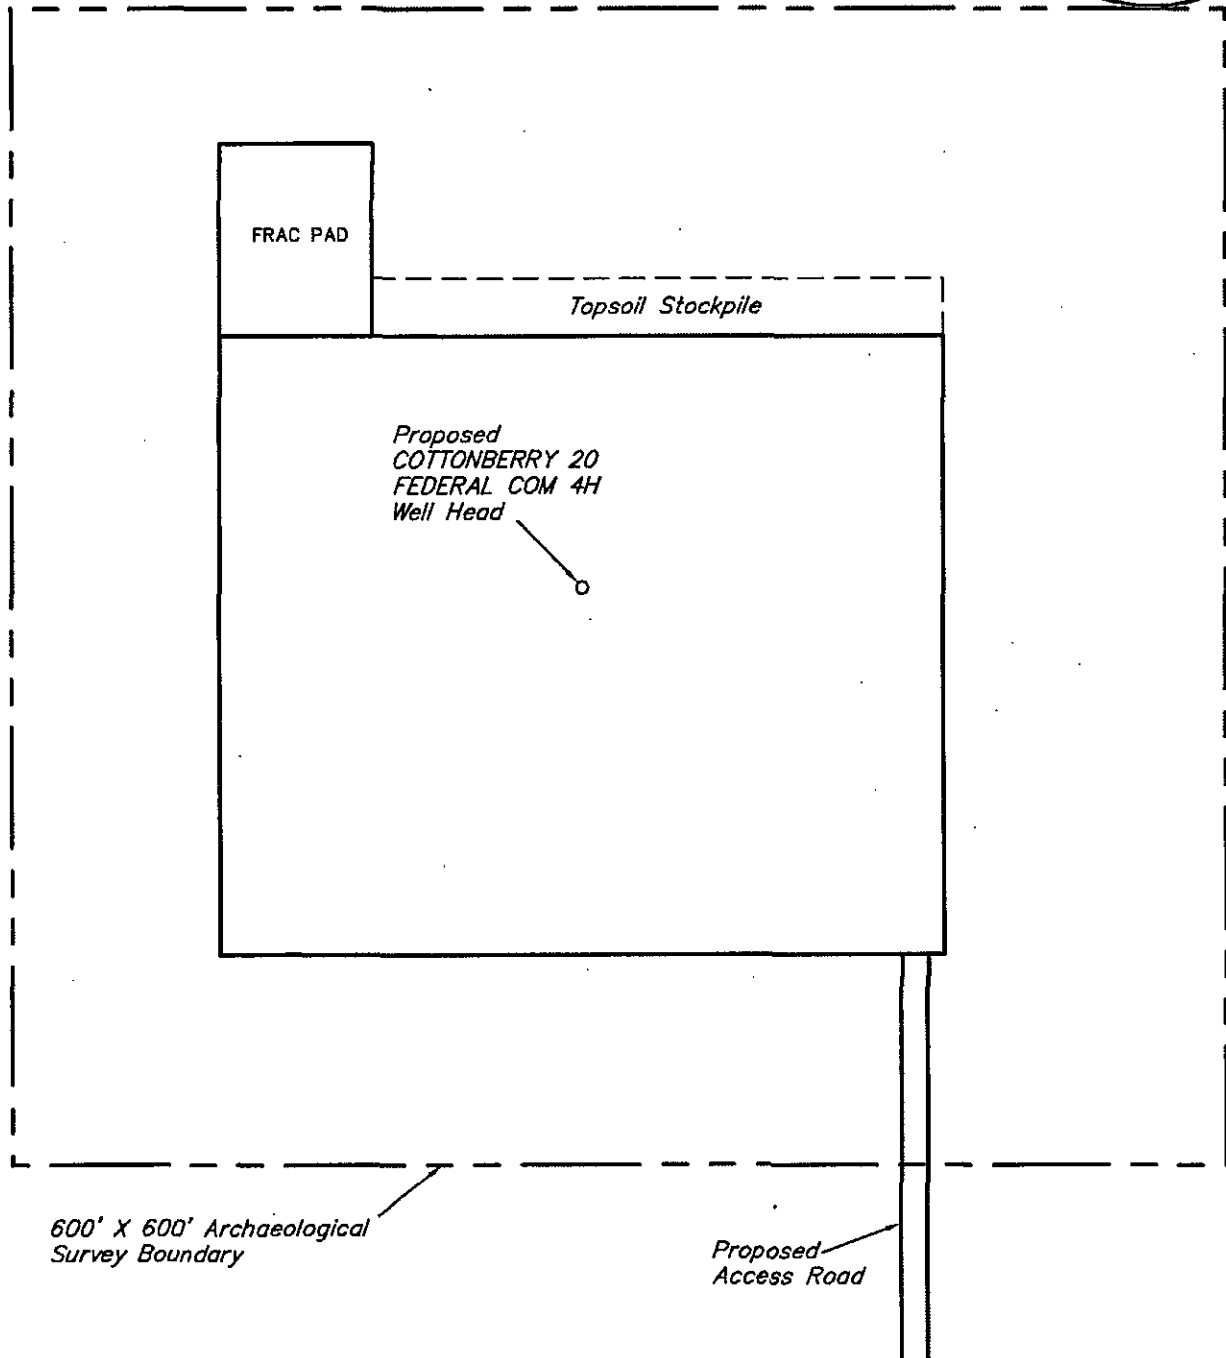 FRAC PAD
Topsoil Stockpile
Proposed
COTTONBERRY 20
FEDERAL COM 4H
Well Head
600' X 600' Archaeological
Survey Boundary
Proposed
Access Road